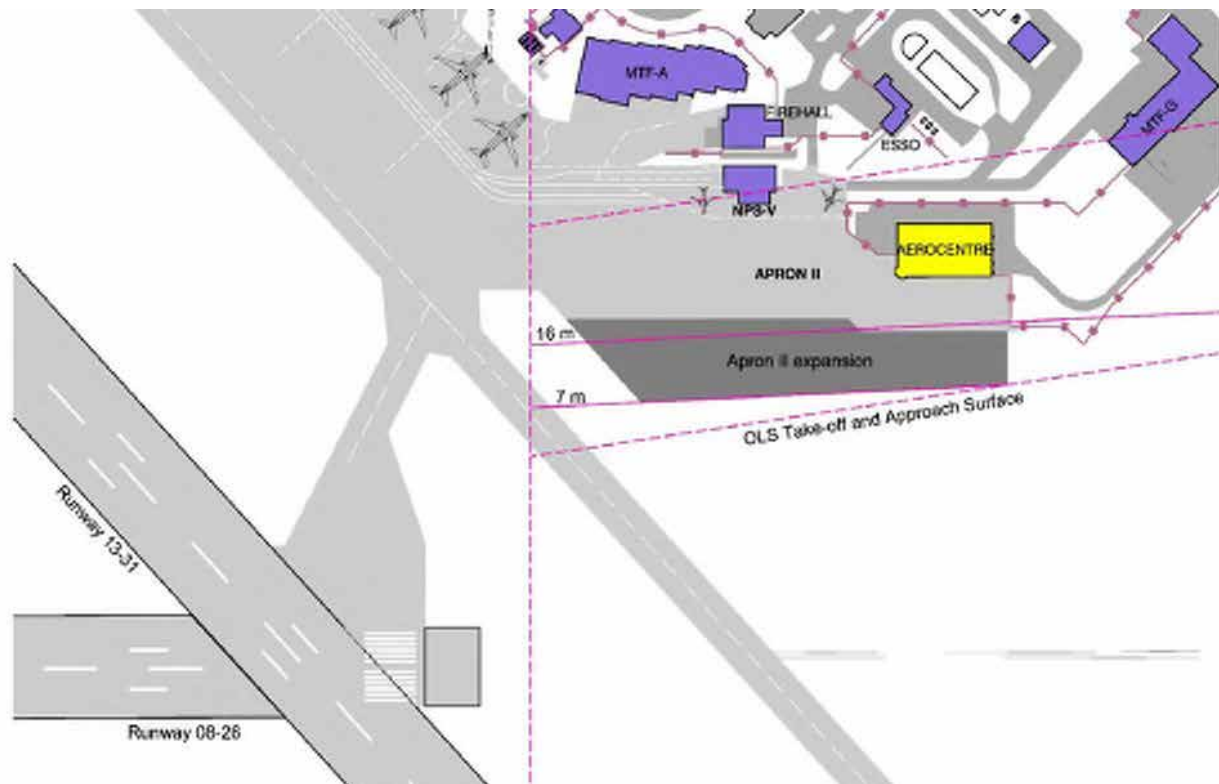 &
MTF-A
FIREHALL
MTF-G
ESSO
NPS-V
AEROCENTRE
APRON II
16 m
Apron II expansion
7 m
OLS Take-off and Approach Surface
Runway 13-31
Runway 08-26